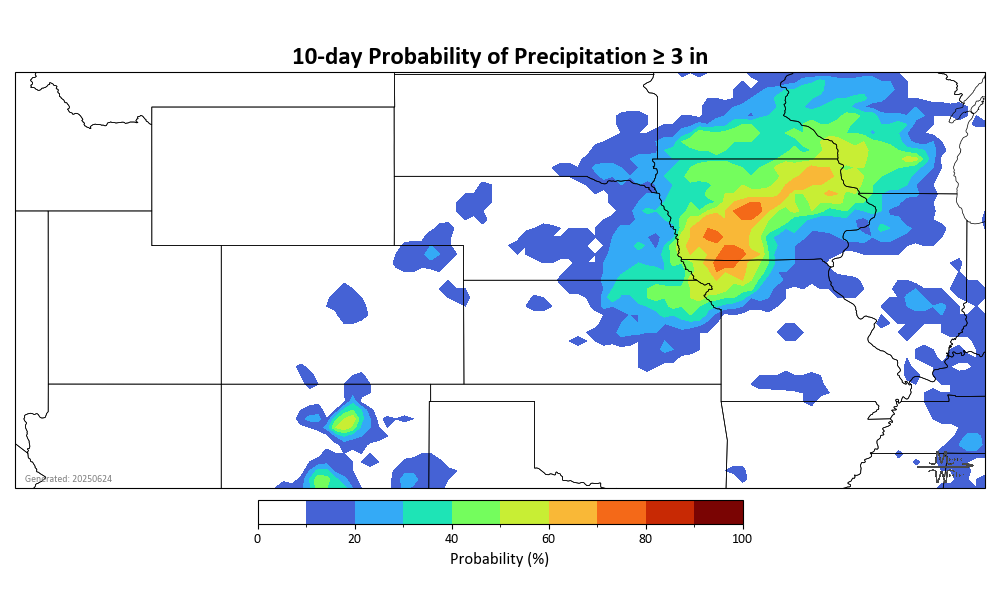 10-day Probability of Precipitation ≥ 3 in
Generated: 20250624
0 20 40 60 80 100
Probability (%)